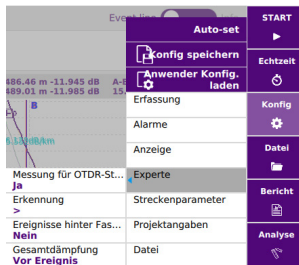 Event line
Auto-set
START
Konfig speichern
Anwender Konfig. laden
Echtzeit
486.46 m -11.945 dB A-B
489.01 m -11.985 dB 15.
B
Erfassung
Konfig
Alarme
Anzeige
Datei
Messung für OTDR-St...
Ja
Experte
Erkennung
>
Streckenparameter
Bericht
Ereignisse hinter Fas...
Nein
Projektangaben
Analyse
Gesamtdämpfung
Vor Ereignis
Datei